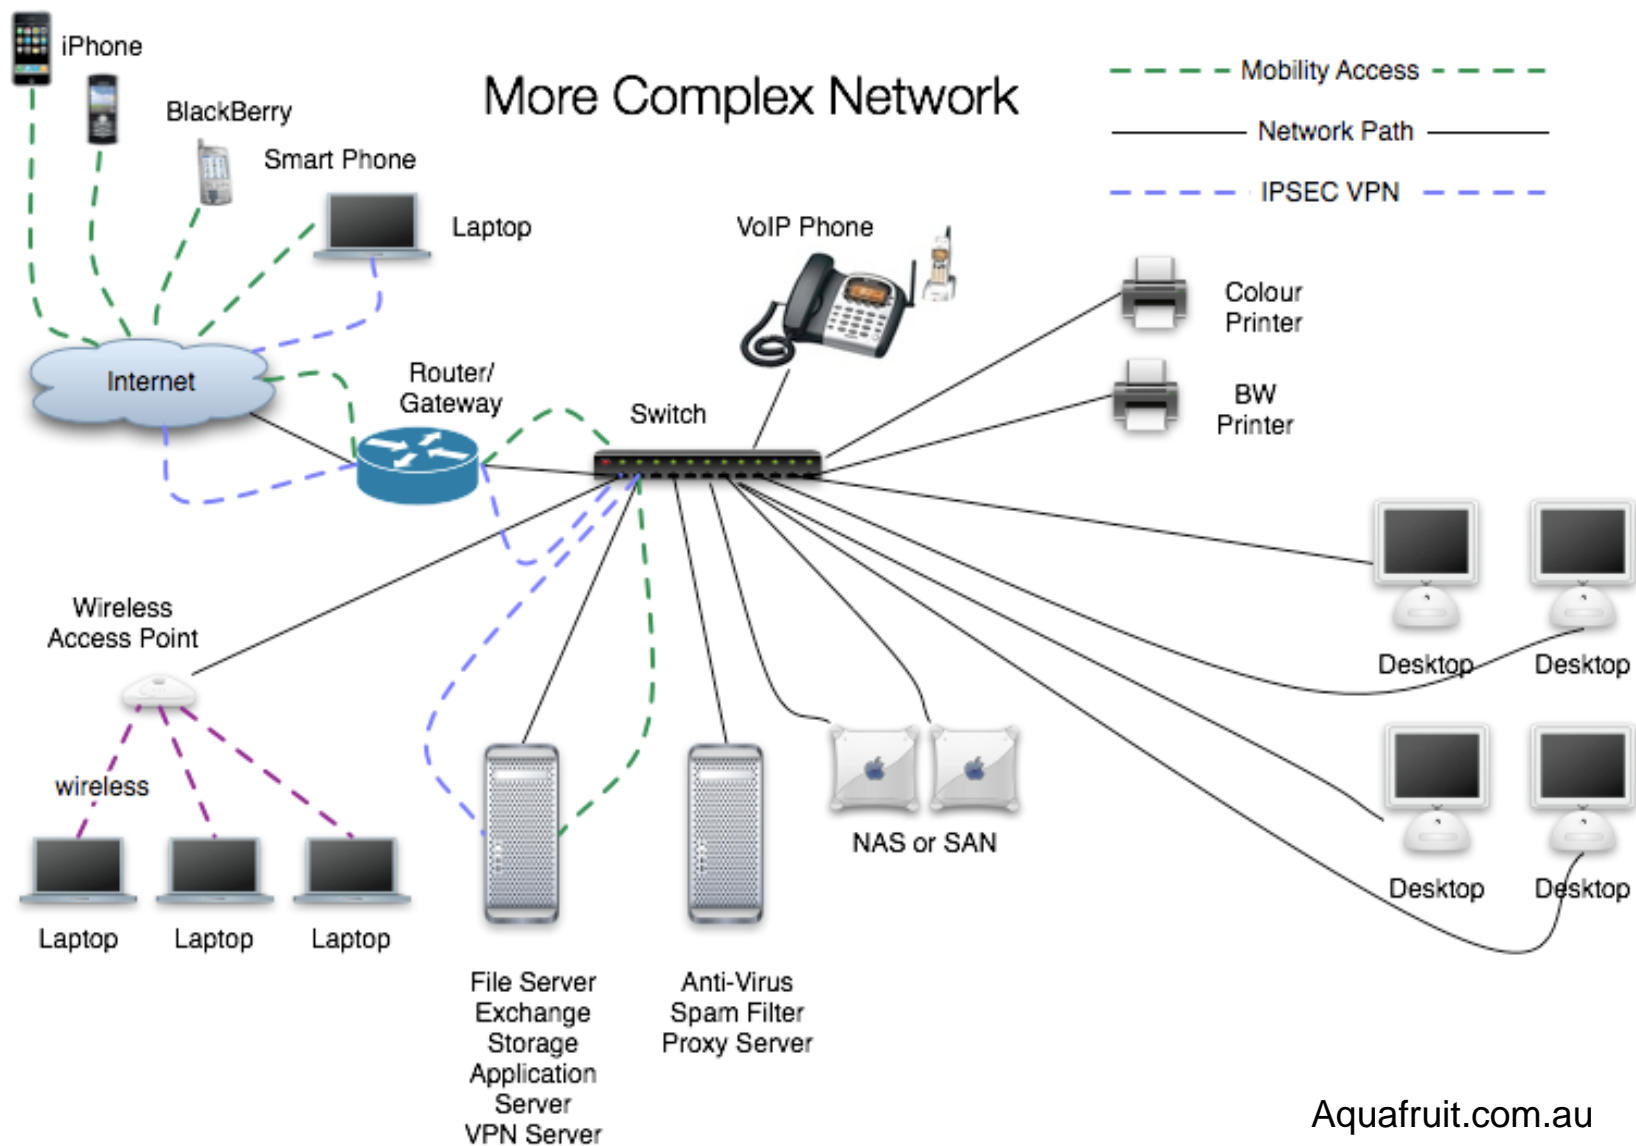 iPhone
More Complex Network
Mobility Access
BlackBerry
Network Path
Smart Phone
IPSEC VPN
Laptop
VoIP Phone
Colour
Printer
Internet
Router/
Gateway
Switch
BW
Printer
Wireless
Access Point
Desktop
Desktop
wireless
NAS or SAN
Desktop
Desktop
Laptop
Laptop
Laptop
File Server
Exchange
Storage
Application
Server
VPN Server
Anti-Virus
Spam Filter
Proxy Server
Aquafruit.com.au